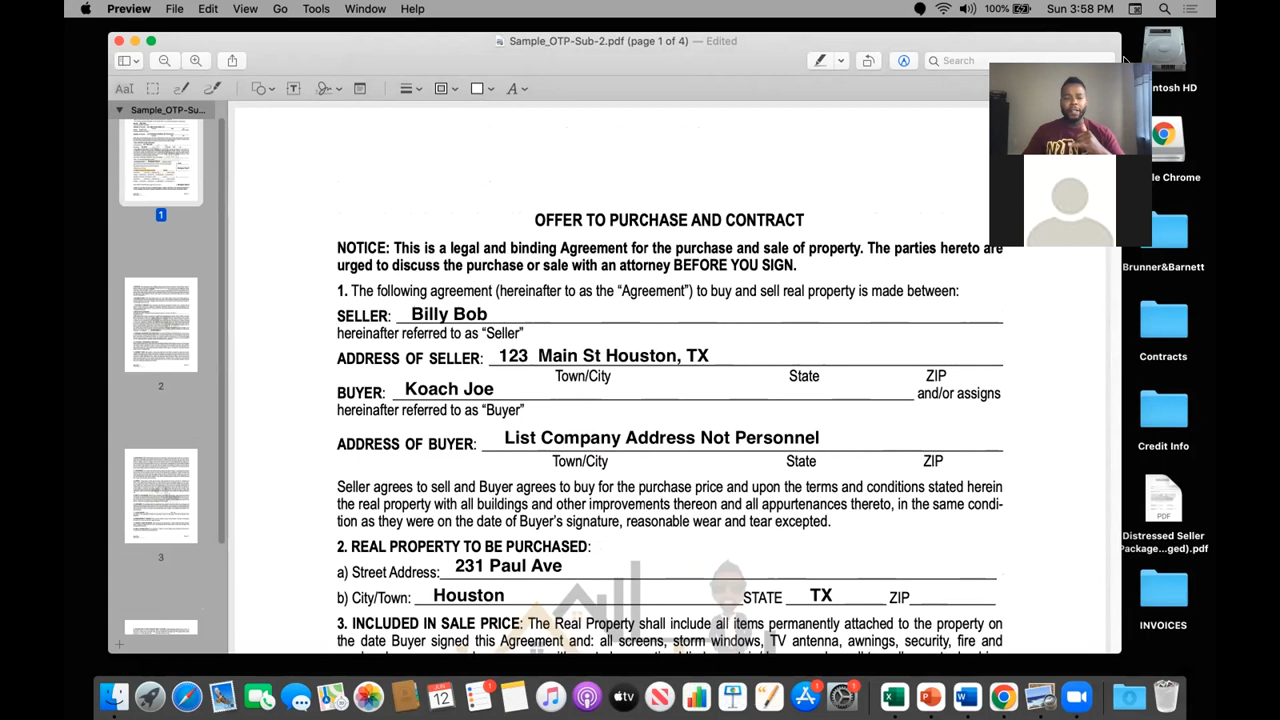 Preview File Edit View Go Tools Window Help 100% Sun 3:58 PM
Sample_OTP-Sub-2.pdf (page 1 of 4) — Edited
Search
Sample_OTP-Su...
1
2
3
OFFER TO PURCHASE AND CONTRACT
NOTICE: This is a legal and binding Agreement for the purchase and sale of property. The parties hereto are
urged to discuss the purchase or sale with an attorney BEFORE YOU SIGN.
1. The following agreement (hereinafter to as the “Agreement”) to buy and sell real property is made between:
SELLER: Billy Bob
hereinafter referred to as “Seller”
ADDRESS OF SELLER: 123 Main St Houston, TX
Town/City State ZIP
BUYER: Koach Joe and/or assigns
hereinafter referred to as “Buyer”
ADDRESS OF BUYER: List Company Address Not Personnel
Town/City State ZIP
Seller agrees to sell and Buyer agrees to buy for the purchase price and upon the terms and conditions stated herein
the real property with all buildings and other improvements thereon and all appurtenances thereto, in the same condi-
tion as they were on the date of Buyer’s signature, reasonable wear and tear excepted.
2. REAL PROPERTY TO BE PURCHASED:
a) Street Address: 231 Paul Ave
b) City/Town: Houston STATE TX ZIP
3. INCLUDED IN SALE PRICE: The Real Property shall include all items permanently attached to the property on
the date Buyer signed this Agreement and: all screens, storm windows, TV antenna, awnings, security, fire and
ntosh HD
le Chrome
Brunner&Barnett
Contracts
Credit Info
PDF
Distressed Seller
Package...ged).pdf
INVOICES
JUN
12
tv